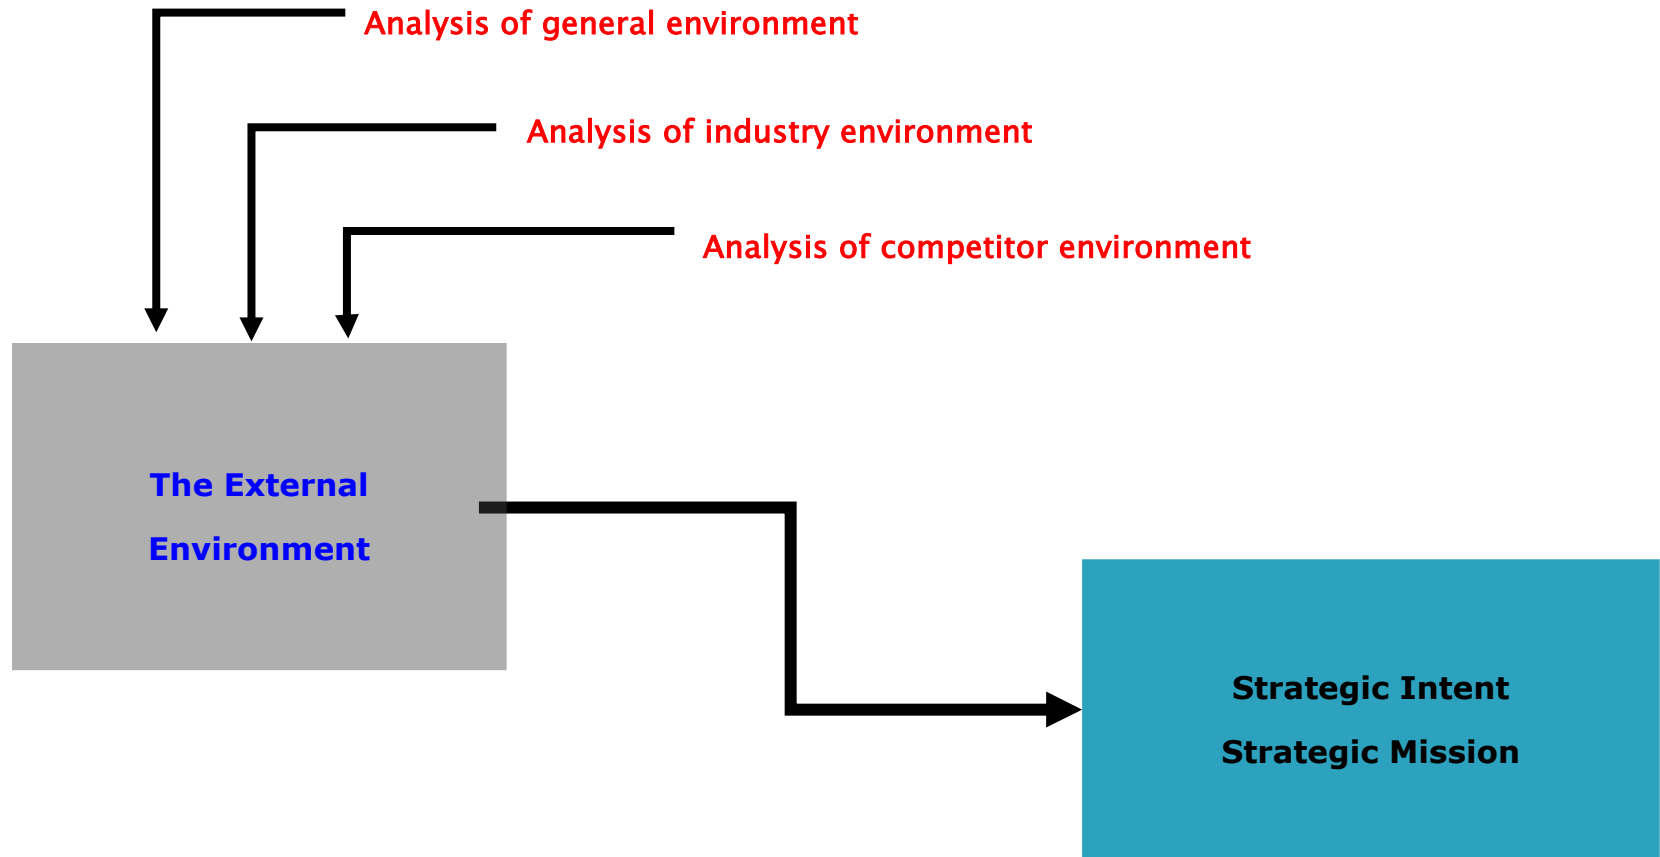 Analysis of general environment
Analysis of industry environment
Analysis of competitor environment
The External
Environment
Strategic Intent
Strategic Mission